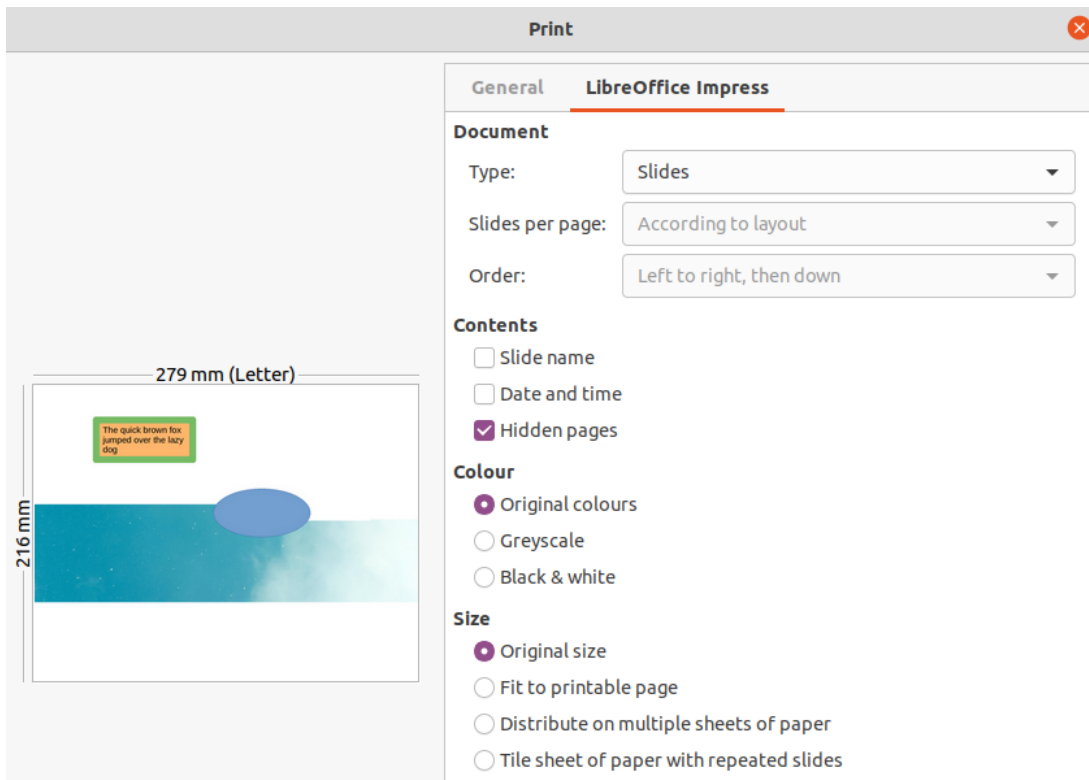 Print
General LibreOffice Impress
Document
Type: Slides
Slides per page: According to layout
Order: Left to right, then down
Contents
Slide name
Date and time
Hidden pages
Colour
Original colours
Greyscale
Black & white
Size
Original size
Fit to printable page
Distribute on multiple sheets of paper
Tile sheet of paper with repeated slides
279 mm (Letter)
216 mm
The quick brown fox
jumped over the lazy
dog